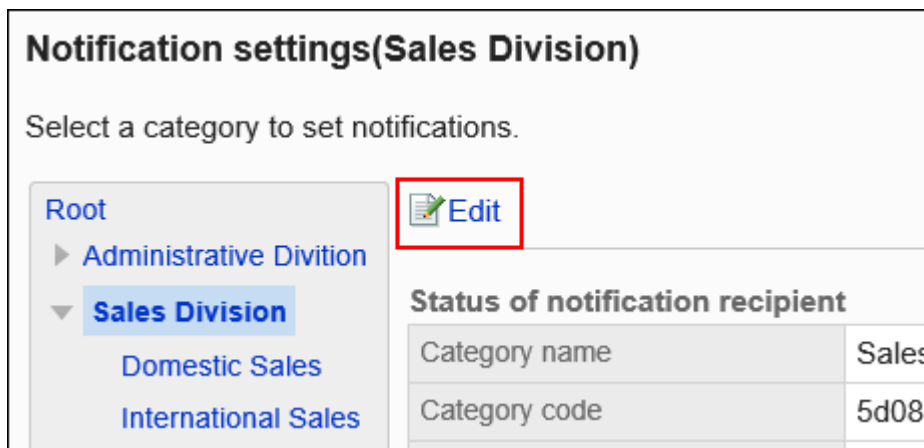 Notification settings(Sales Division)
Select a category to set notifications.
Root
Administrative Divition
Sales Division
Domestic Sales
International Sales
Edit
Status of notification recipient
Category name Sales
Category code 5d08